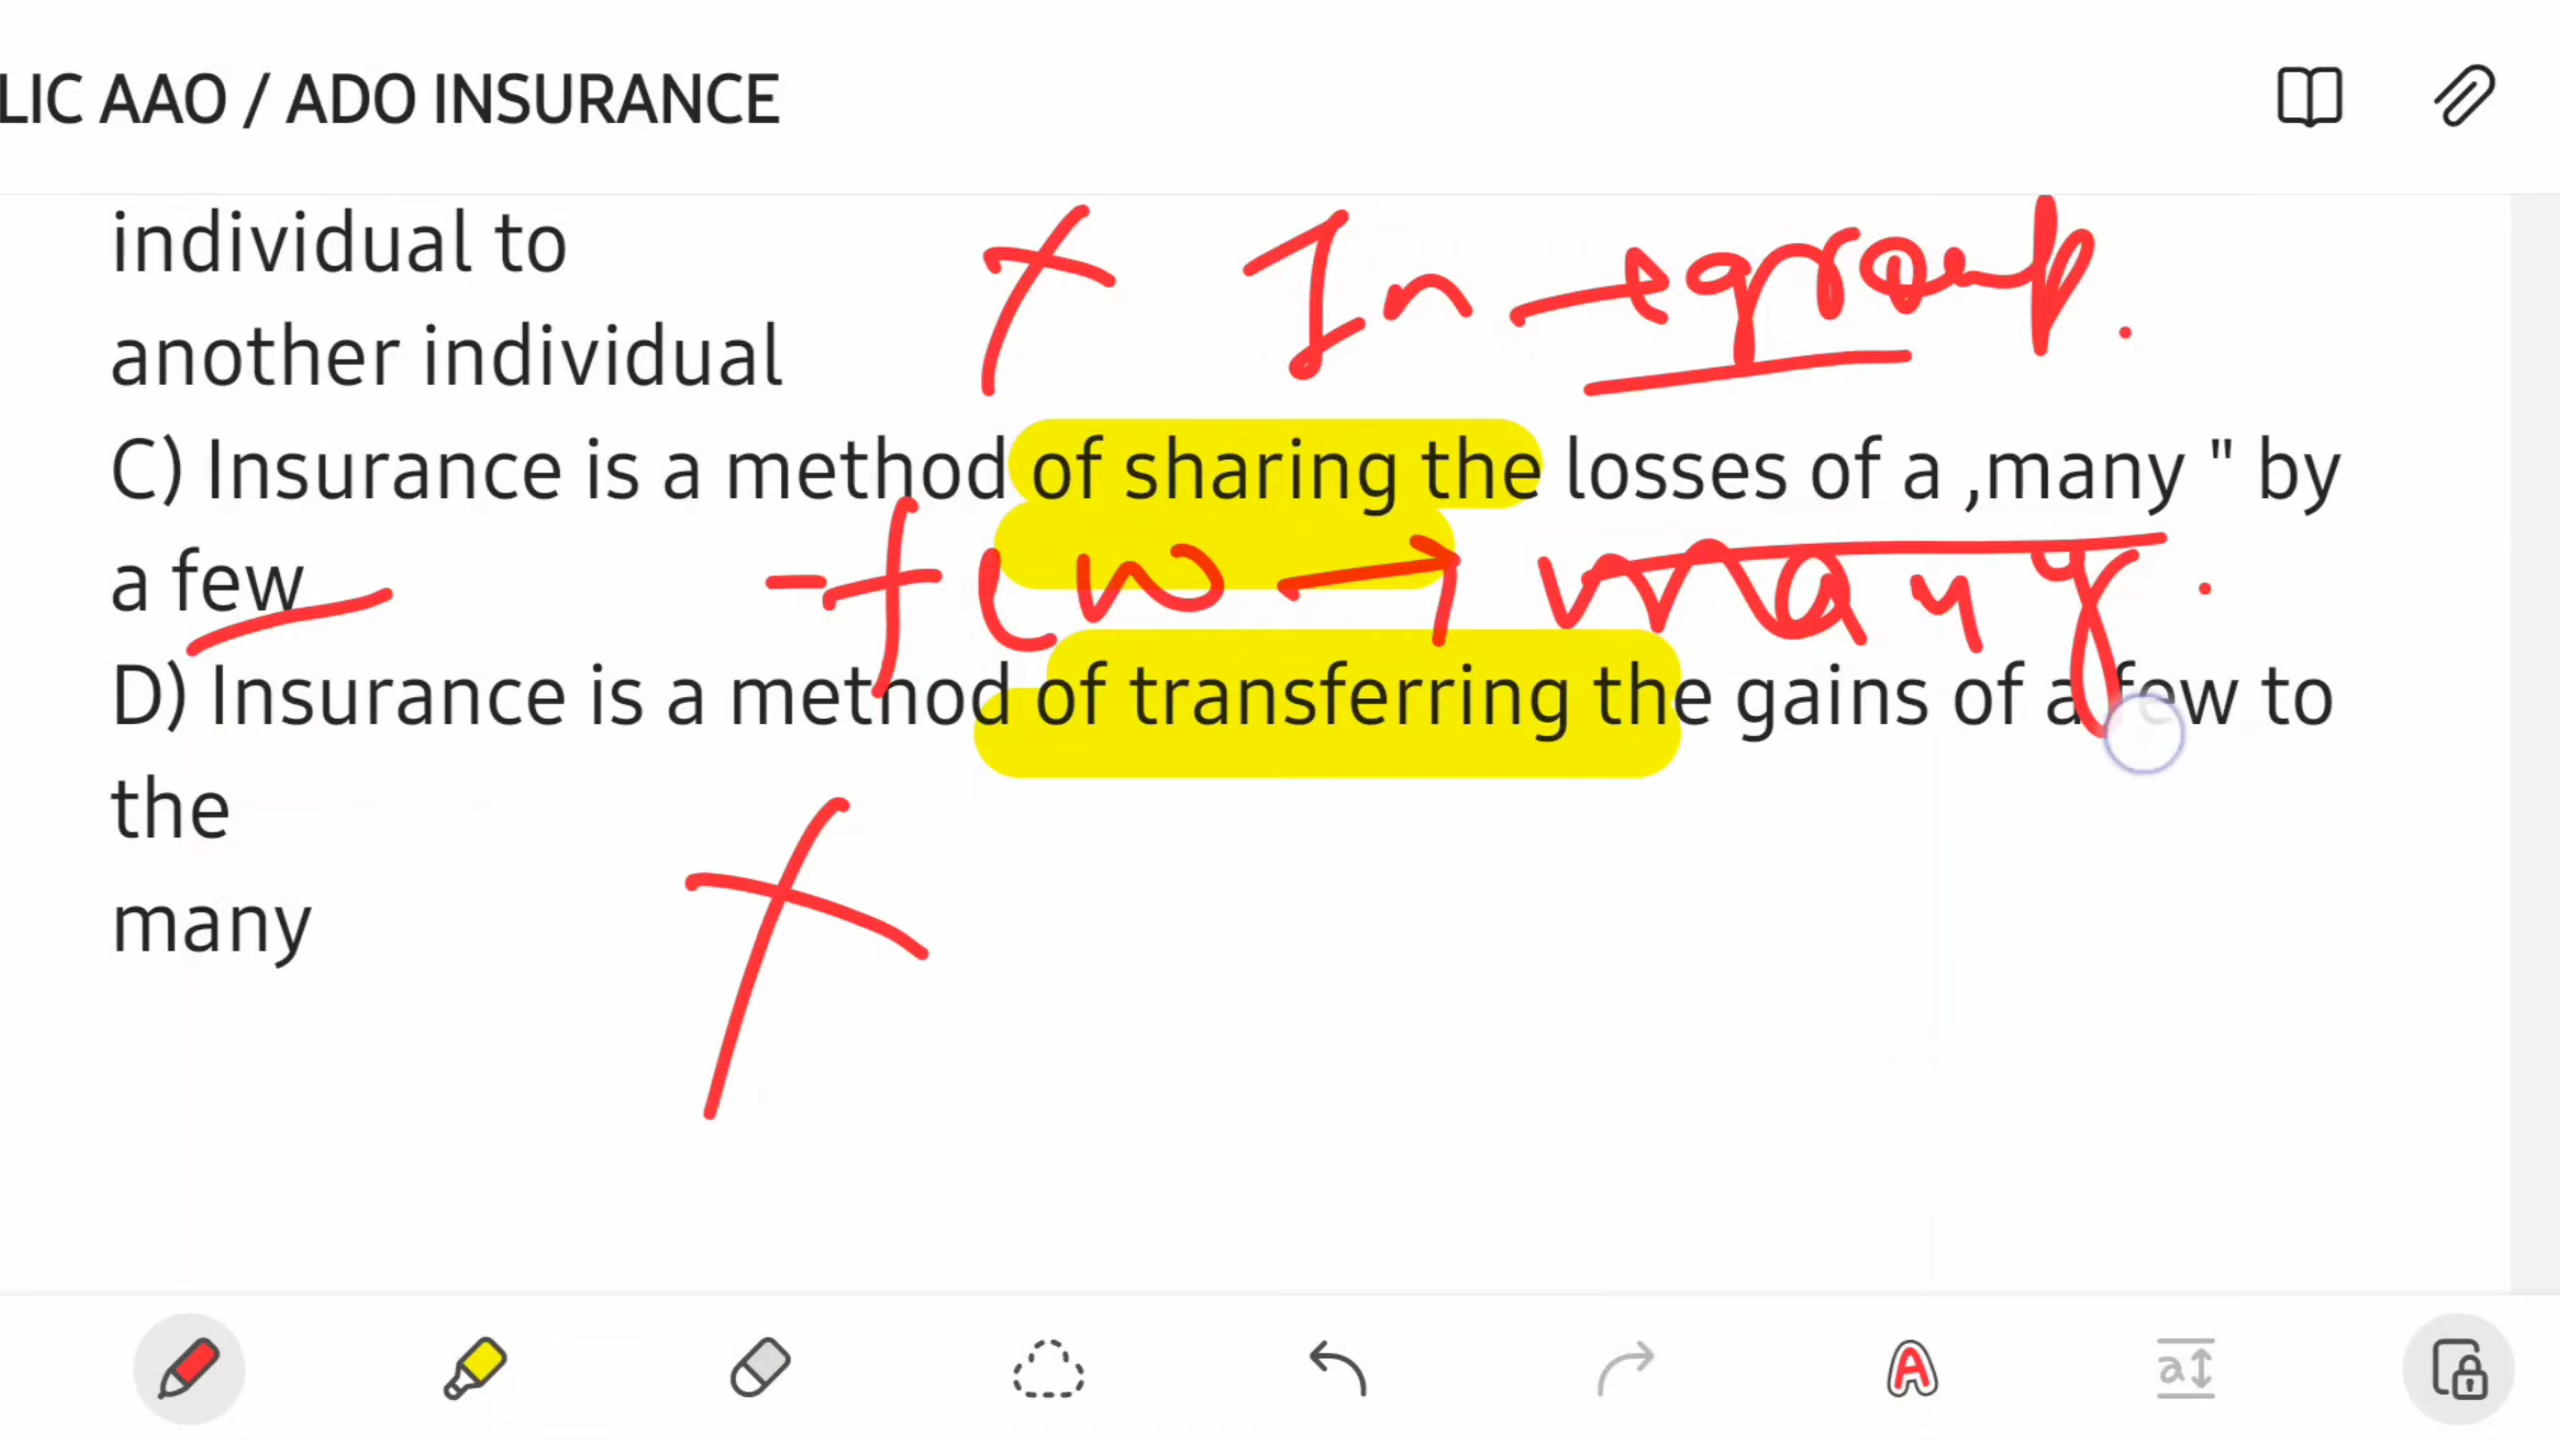 LIC AAO / ADO INSURANCE
individual to
In → group.
another individual
C) Insurance is a method of sharing the losses of a ,many " by
a few
few → many.
D) Insurance is a method of transferring the gains of a few to
the
many